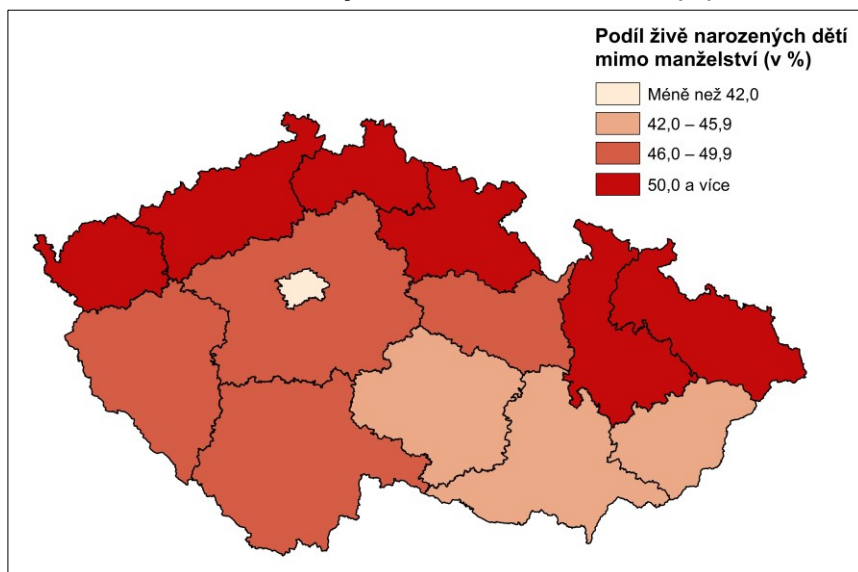 Podíl živě narozených dětí
mimo manželství (v %)
Méně než 42,0
42,0 – 45,9
46,0 – 49,9
50,0 a více